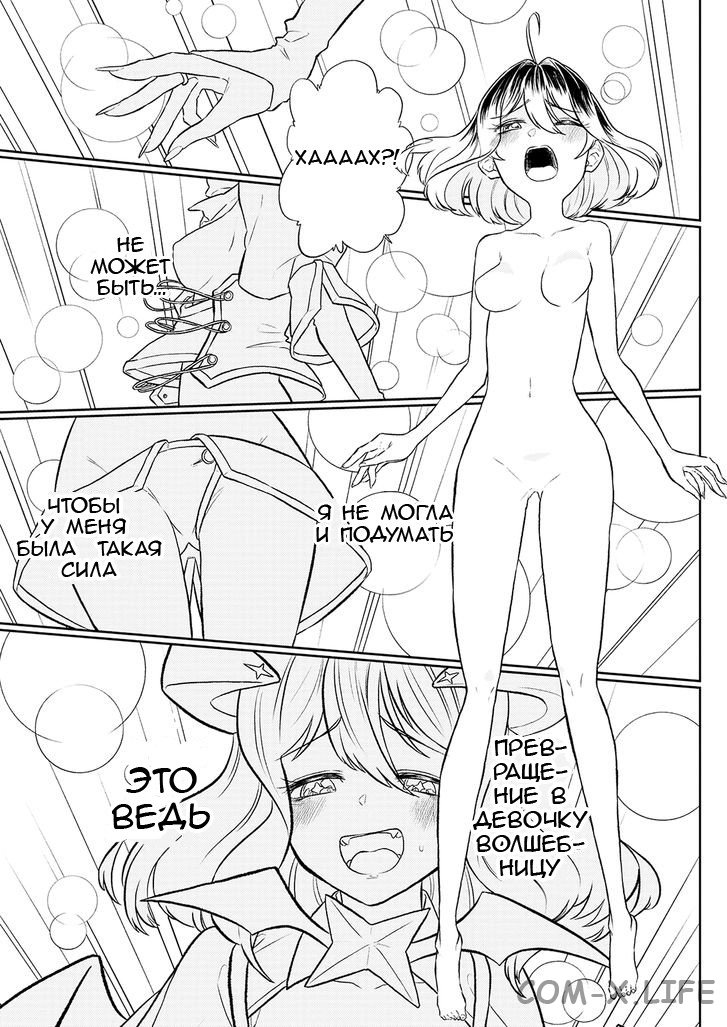 ХААААХ?!
НЕ
МОЖЕТ
БЫТЬ...
Я НЕ МОГЛА
И ПОДУМАТЬ
ЧТОБЫ
У МЕНЯ
БЫЛА ТАКАЯ
СИЛА
ЭТО
ВЕДЬ
ПРЕВ-
РАЩЕ-
НИЕ В
ДЕВОЧКУ
ВОЛШЕБ-
НИЦУ
COM-X.LIFE